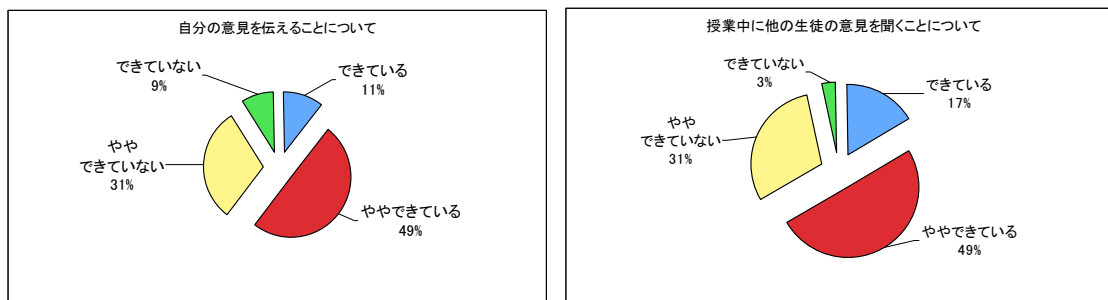 自分の意見を伝えることについて
できていない
9%
できている
11%
やや
できていない
31%
ややできている
49%
授業中に他の生徒の意見を聞くことについて
できていない
3%
できている
17%
やや
できていない
31%
ややできている
49%